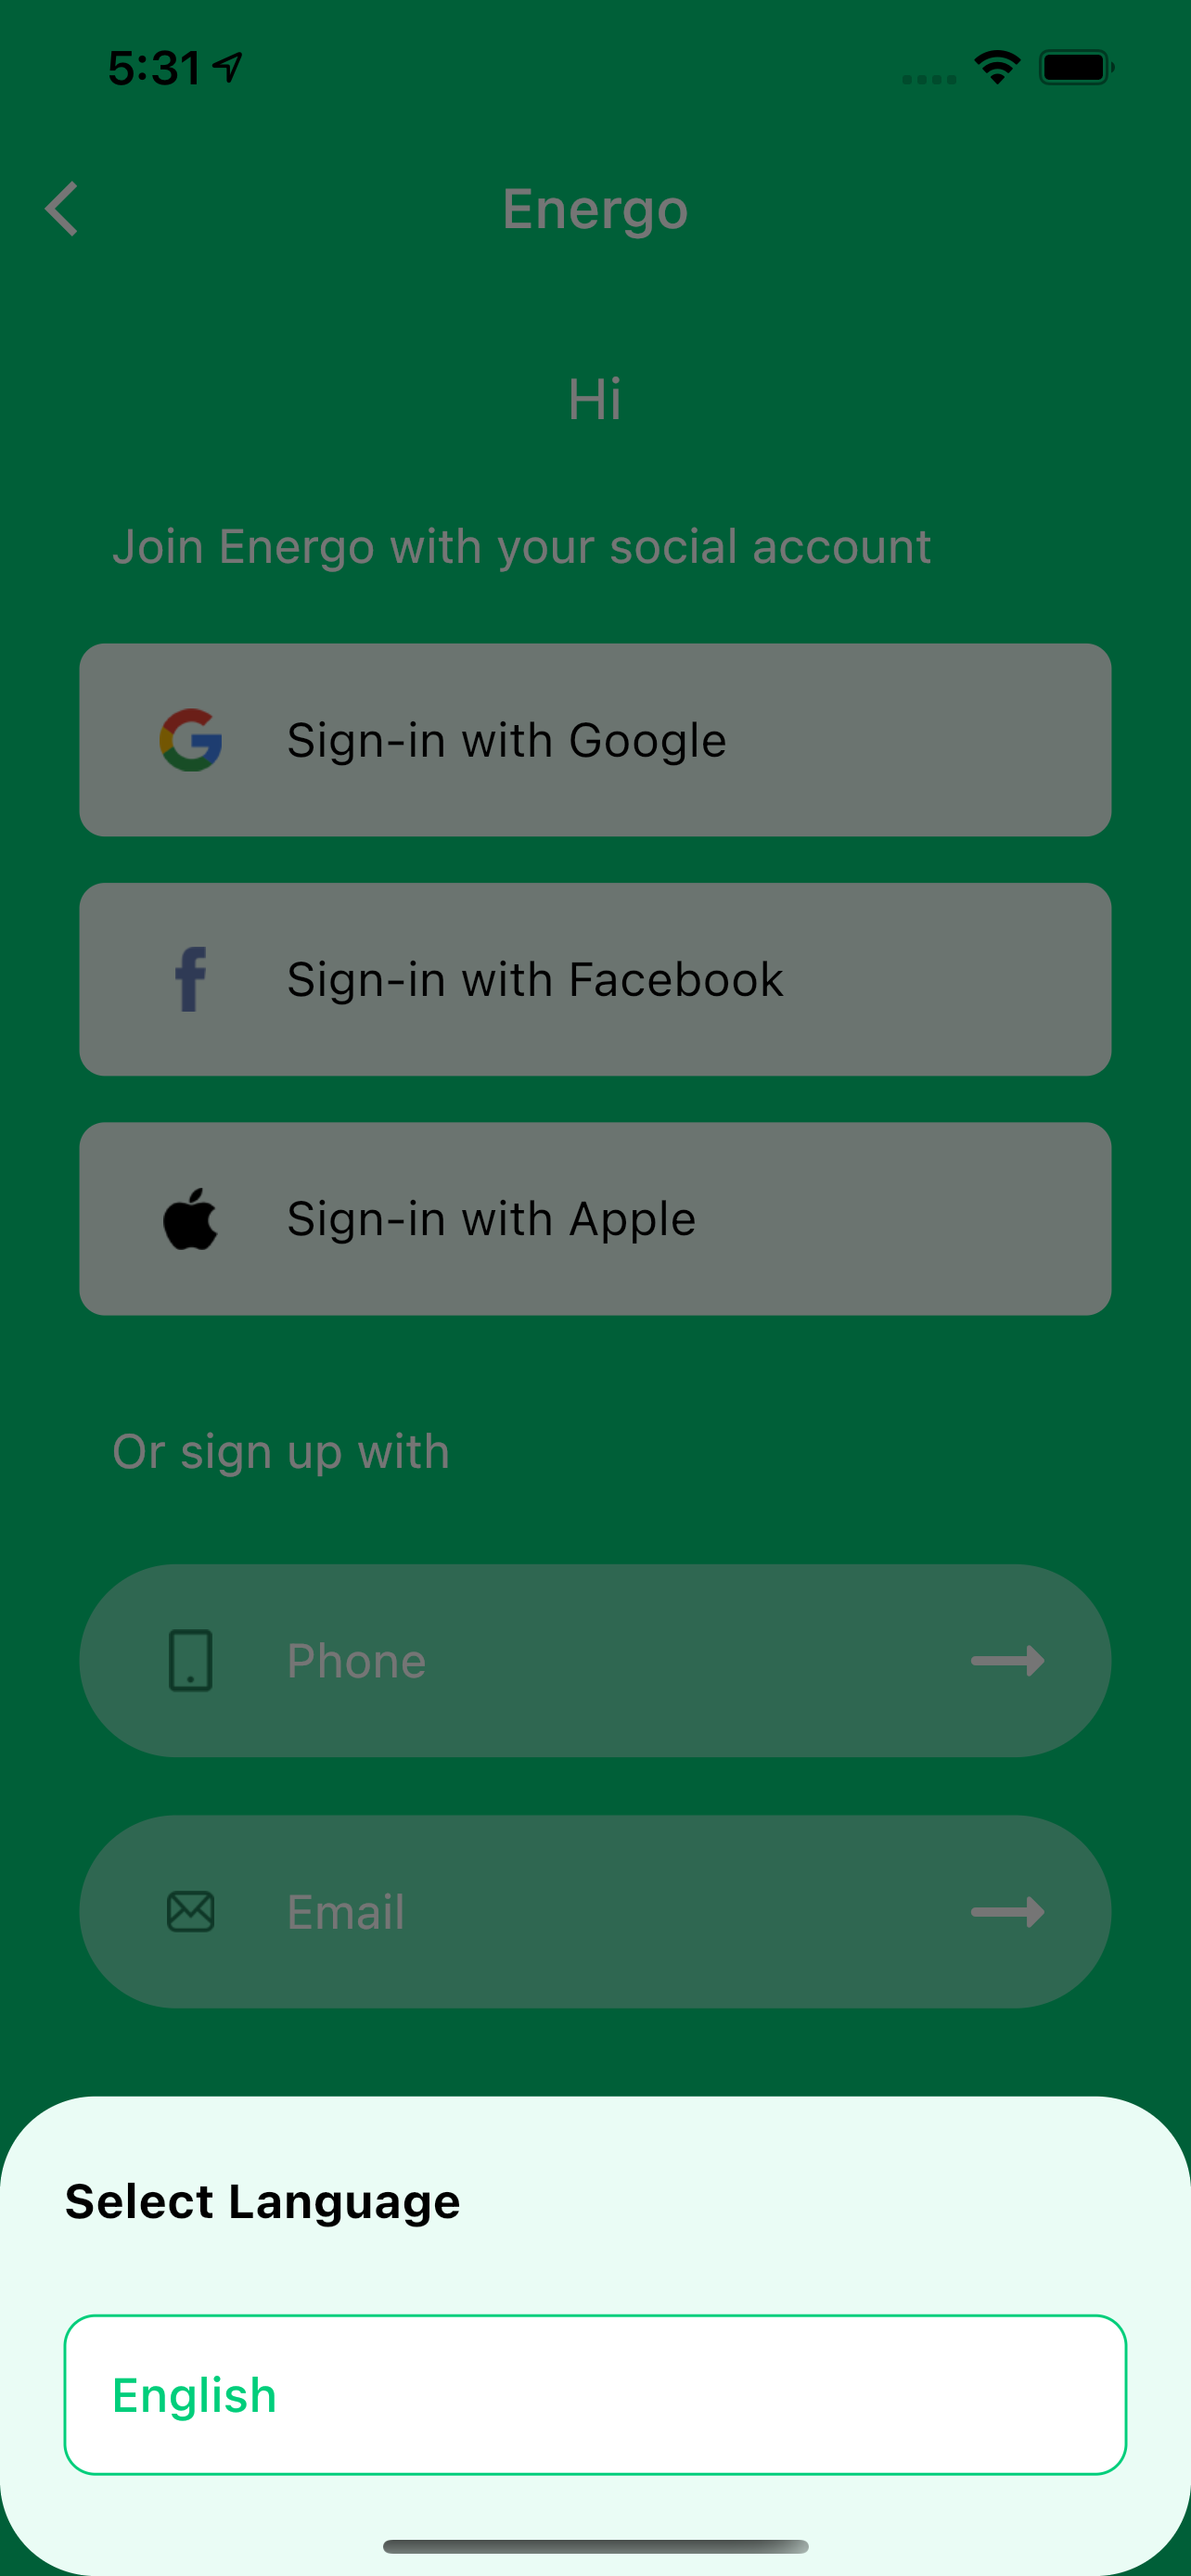 5:31
Energo
Hi
Join Energo with your social account
Sign-in with Google
Sign-in with Facebook
Sign-in with Apple
Or sign up with
Phone
Email
Select Language
English